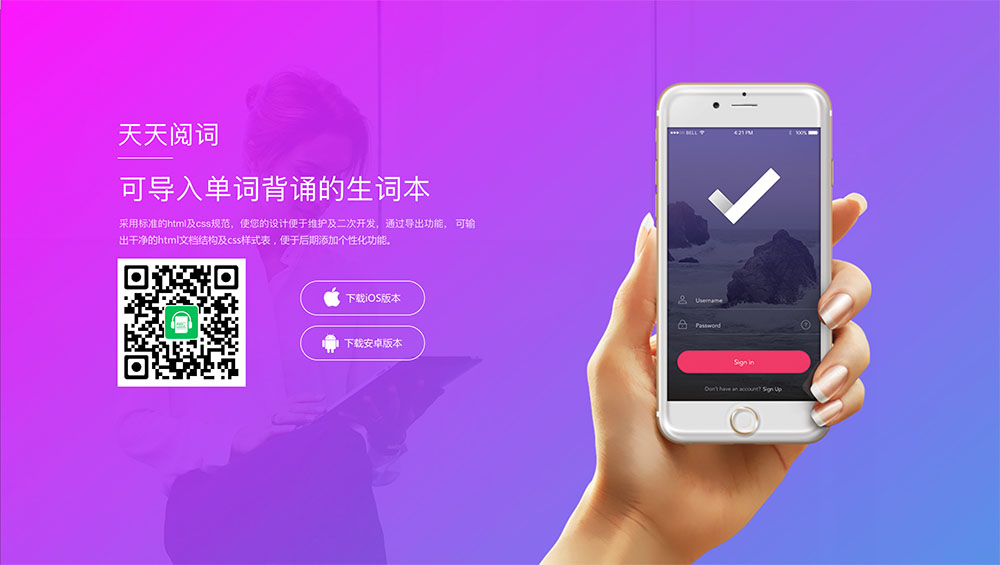 天天阅词
可导入单词背诵的生词本
采用标准的html及css规范，使您的设计便于维护及二次开发，通过导出功能， 可输
出干净的html文档结构及css样式表，便于后期添加个性化功能。
下载iOS版本
下载安卓版本
BELL
4:21 PM
100%
Username
Password
?
Sign in
Don't have an account? Sign Up